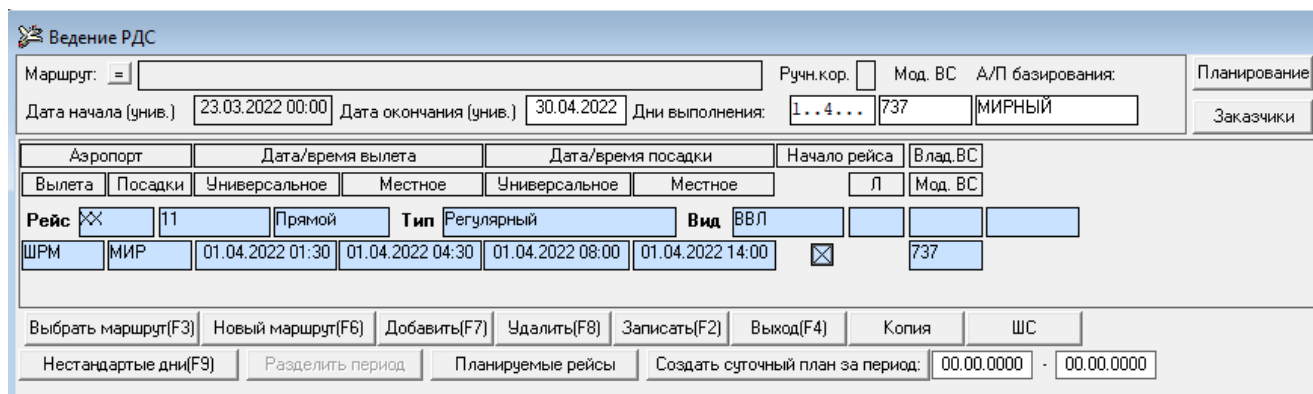 Ведение РДС
Маршрут: = Ручн.кор. Мод. ВС А/П базирования: Планирование
Дата начала (унив.) 23.03.2022 00:00 Дата окончания (унив.) 30.04.2022 Дни выполнения: 1..4... 737 МИРНЫЙ Заказчики
Аэропорт Дата/время вылета Дата/время посадки Начало рейса Влад.ВС
Вылета Посадки Универсальное Местное Универсальное Местное Л Мод. ВС
Рейс XX 11 Прямой Тип Регулярный Вид ВВЛ
ШРМ МИР 01.04.2022 01:30 01.04.2022 04:30 01.04.2022 08:00 01.04.2022 14:00 737
Выбрать маршрут(F3) Новый маршрут(F6) Добавить(F7) Удалить(F8) Записать(F2) Выход(F4) Копия ШС
Нестандартые дни(F9) Разделить период Планируемые рейсы Создать суточный план за период: 00.00.0000 - 00.00.0000